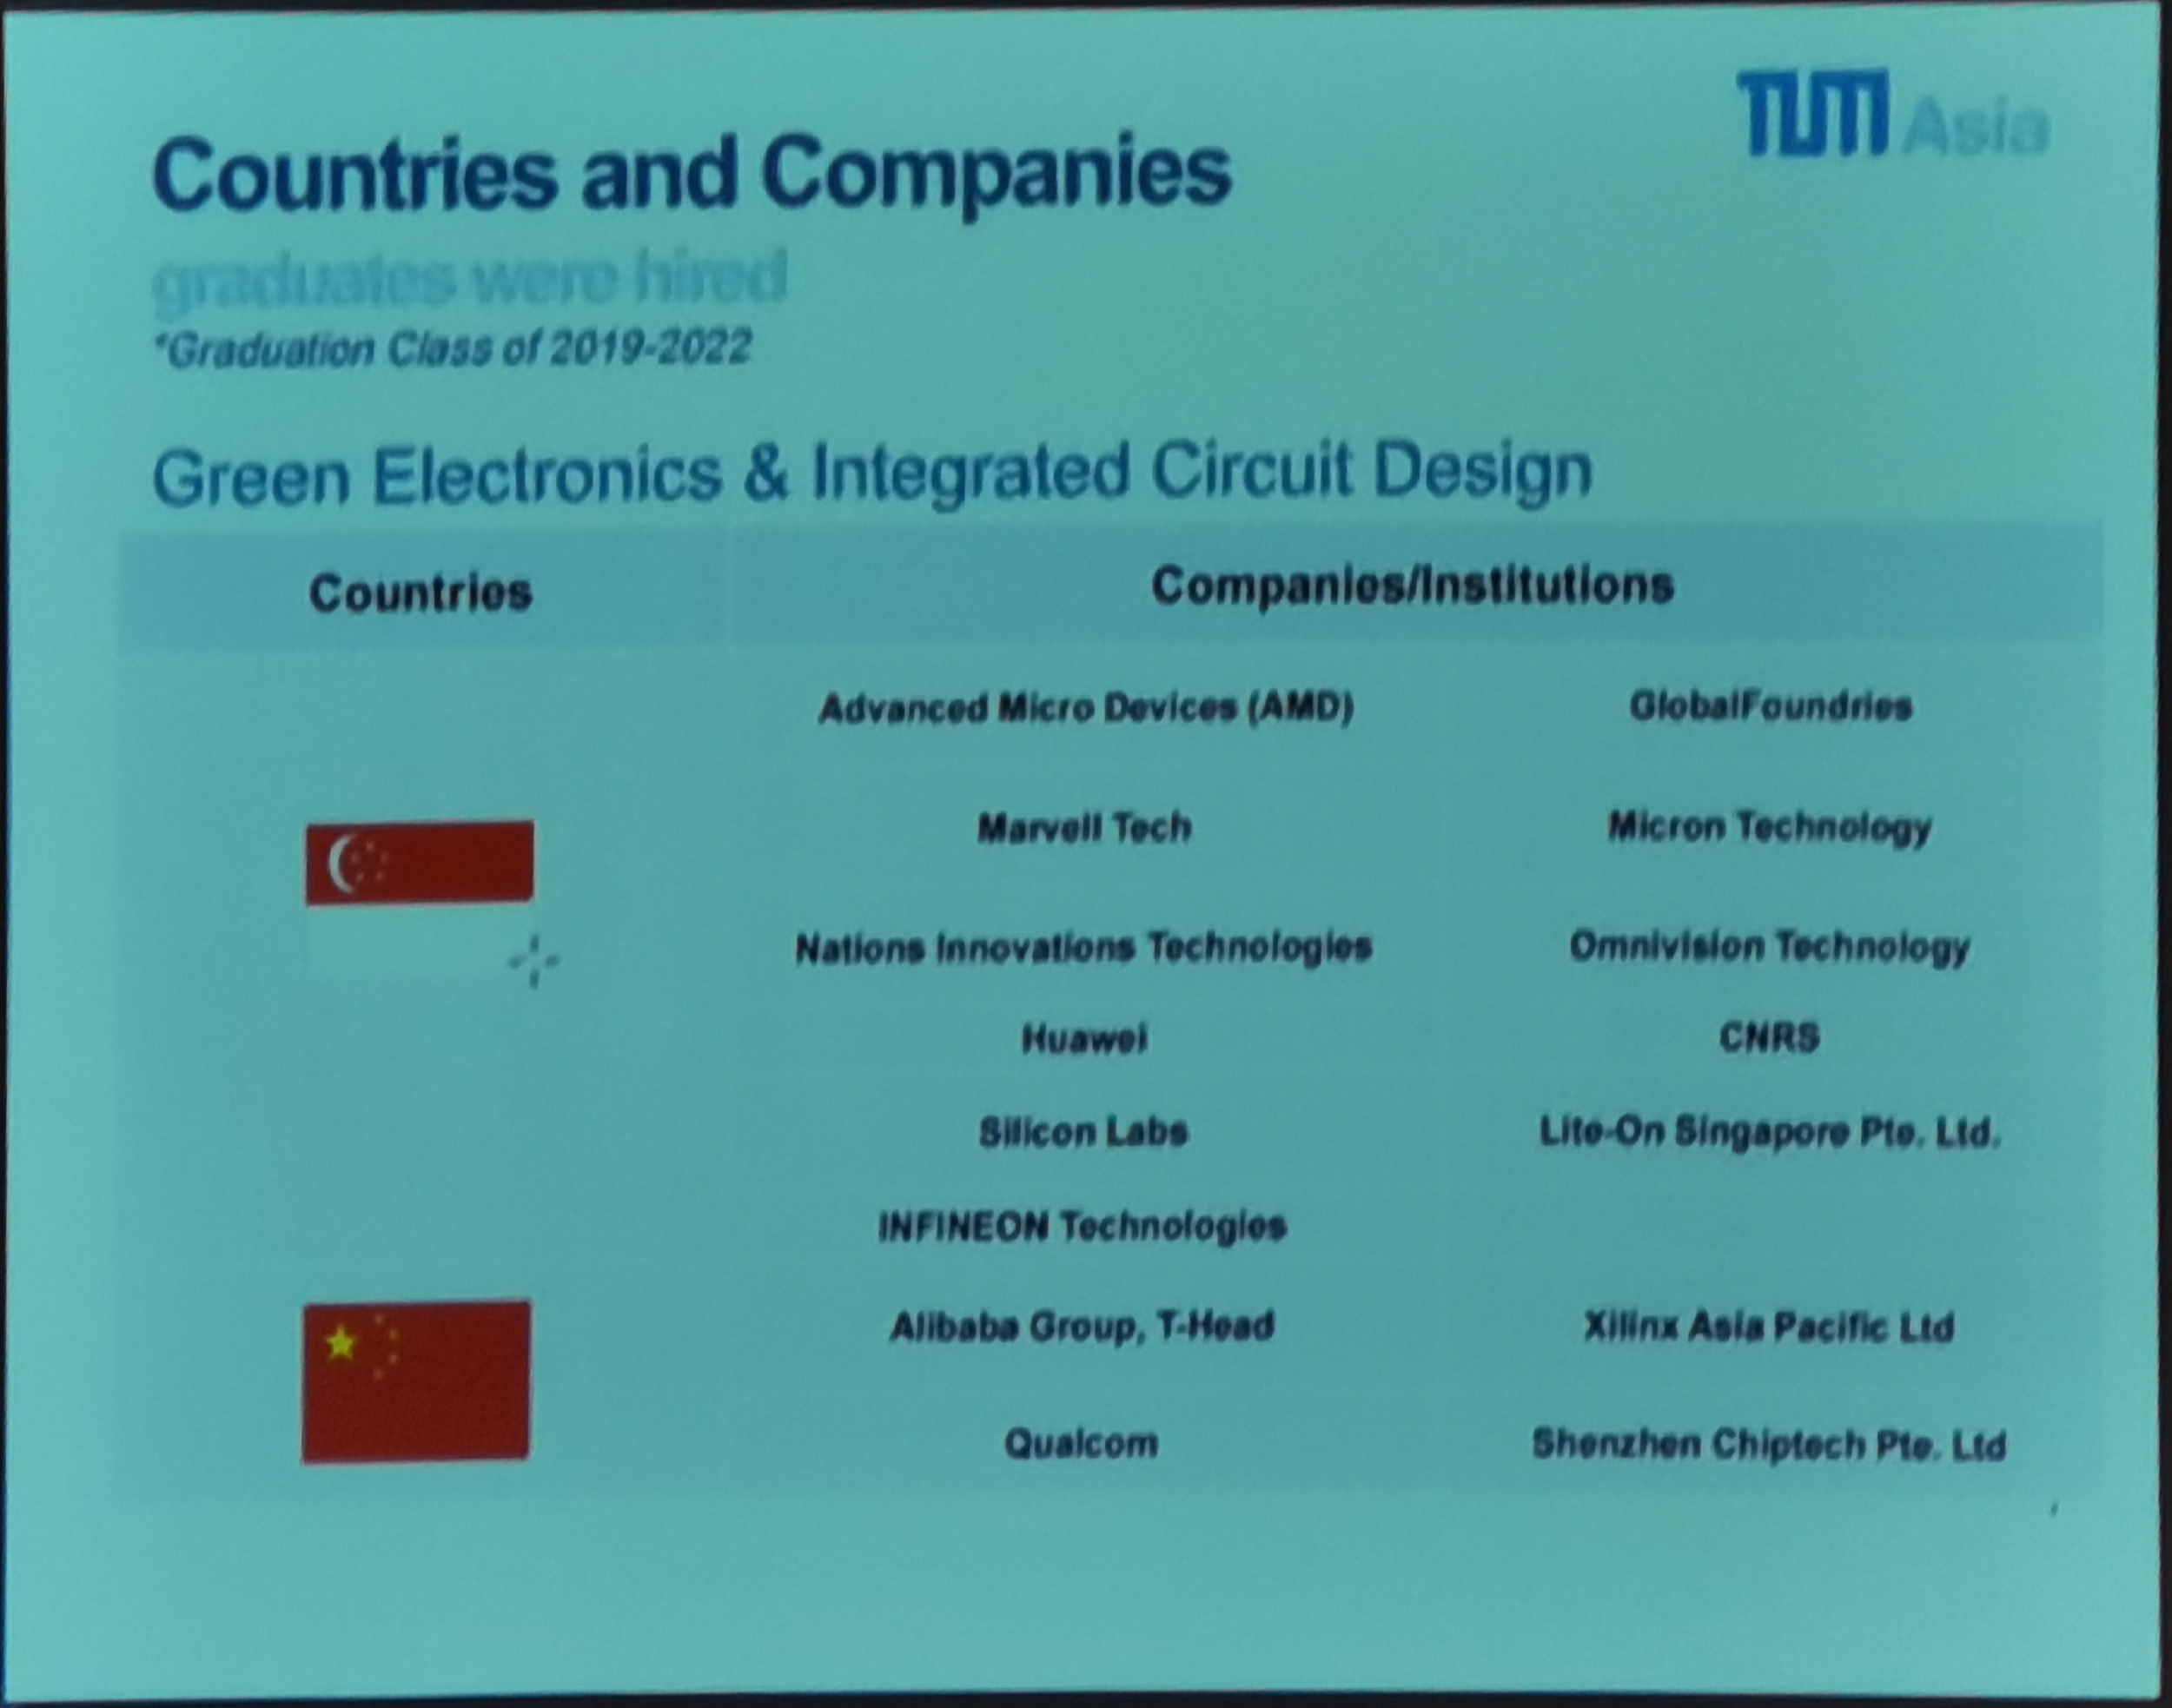 TUM Asia
Countries and Companies
graduates were hired
*Graduation Class of 2019-2022
Green Electronics & Integrated Circuit Design
Countries Companies/Institutions
Advanced Micro Devices (AMD) GlobalFoundries
Marvell Tech Micron Technology
Nations Innovations Technologies Omnivision Technology
Huawei CNRS
Silicon Labs Lite-On Singapore Pte. Ltd.
INFINEON Technologies
Alibaba Group, T-Head Xilinx Asia Pacific Ltd
Qualcom Shenzhen Chiptech Pte. Ltd